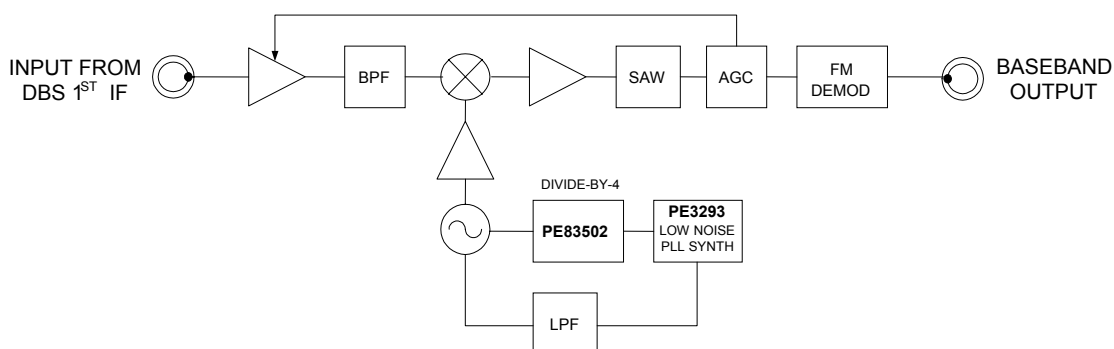 INPUT FROM
DBS 1ST IF
BPF
SAW
AGC
FM
DEMOD
BASEBAND
OUTPUT
DIVIDE-BY-4
PE83502
PE3293
LOW NOISE
PLL SYNTH
LPF